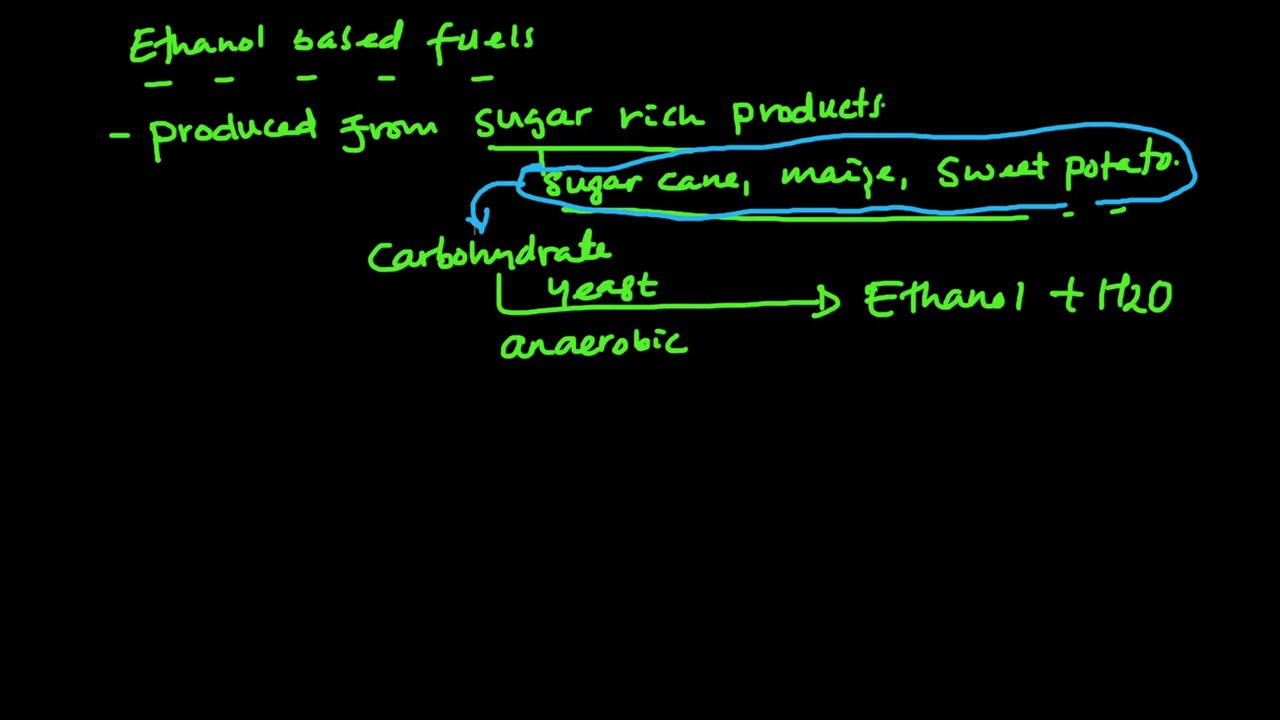 Ethanol based fuels
- produced from sugar rich products.
sugar cane, maize, sweet potato.
Carbohydrate
yeast
Ethanol + H2O
anaerobic